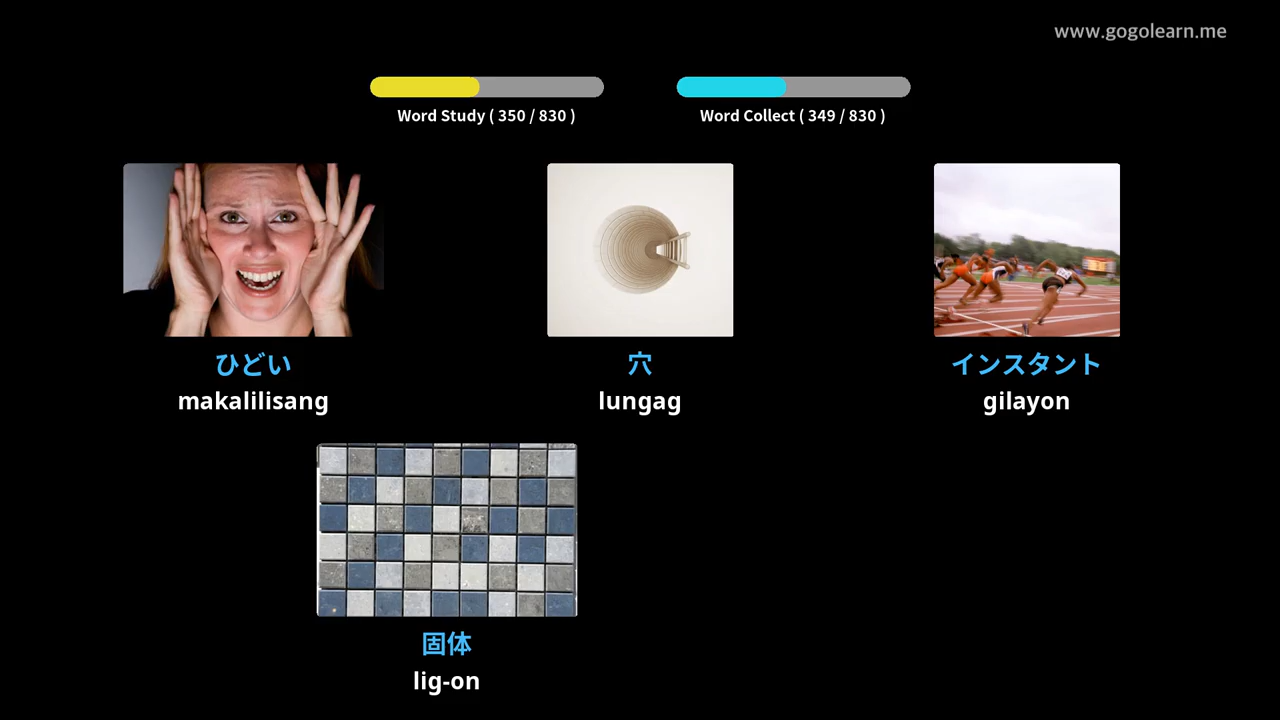 www.gogolearn.me
Word Study ( 350 / 830 )
Word Collect ( 349 / 830 )
ひどい
makalilisang
穴
lungag
インスタント
gilayon
固体
lig-on